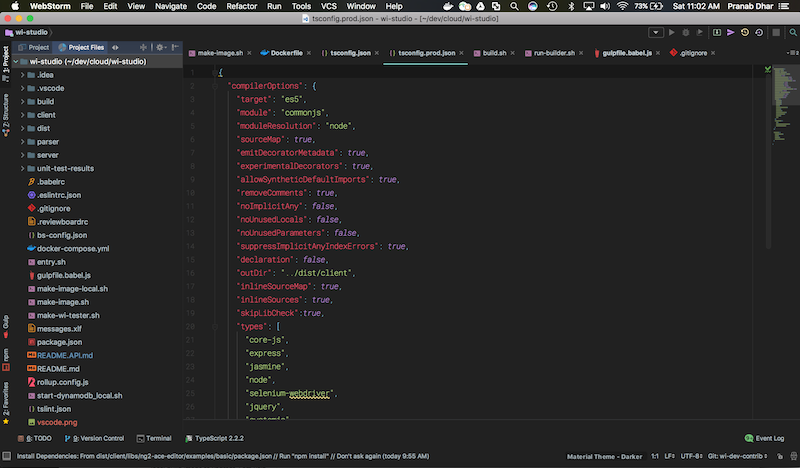 WebStorm File Edit View Navigate Code Refactor Run Tools VCS Window Help 73% Sat 11:02 AM Pranab Dhar
tsconfig.prod.json - wi-studio - [~/dev/cloud/wi-studio]
wi-studio
Project Project Files
make-image.sh Dockerfile tsconfig.json tsconfig.prod.json build.sh run-builder.sh gulpfile.babel.js .gitignore
1: Project
2: Structure
Gulp
npm
2: Favorites
wi-studio (~/dev/cloud/wi-studio)
.idea
.vscode
build
client
dist
parser
server
unit-test-results
.babelrc
.eslintrc.json
.gitignore
.reviewboardrc
bs-config.json
docker-compose.yml
entry.sh
gulpfile.babel.js
make-image-local.sh
make-image.sh
make-wi-tester.sh
messages.xlf
package.json
README.API.md
README.md
rollup.config.js
start-dynamodb_local.sh
tslint.json
vscode.png
1 {
2 "compilerOptions": {
3 "target": "es5",
4 "module": "commonjs",
5 "moduleResolution": "node",
6 "sourceMap": true,
7 "emitDecoratorMetadata": true,
8 "experimentalDecorators": true,
9 "allowSyntheticDefaultImports": true,
10 "removeComments": true,
11 "noImplicitAny": false,
12 "noUnusedLocals": false,
13 "noUnusedParameters": false,
14 "suppressImplicitAnyIndexErrors": true,
15 "declaration": false,
16 "outDir": "../dist/client",
17 "inlineSourceMap": true,
18 "inlineSources": true,
19 "skipLibCheck":true,
20 "types": [
21 "core-js",
22 "express",
23 "jasmine",
24 "node",
25 "selenium-webdriver",
26 "jquery",
6: TODO 9: Version Control Terminal TypeScript 2.2.2 Event Log
Install Dependencies: From dist/client/libs/ng2-ace-editor/examples/basic/package.json // Run "npm install" // Don't ask again (today 9:55 AM) Material Theme - Darker 1:1 LF UTF-8 Git: wi-dev-contrib